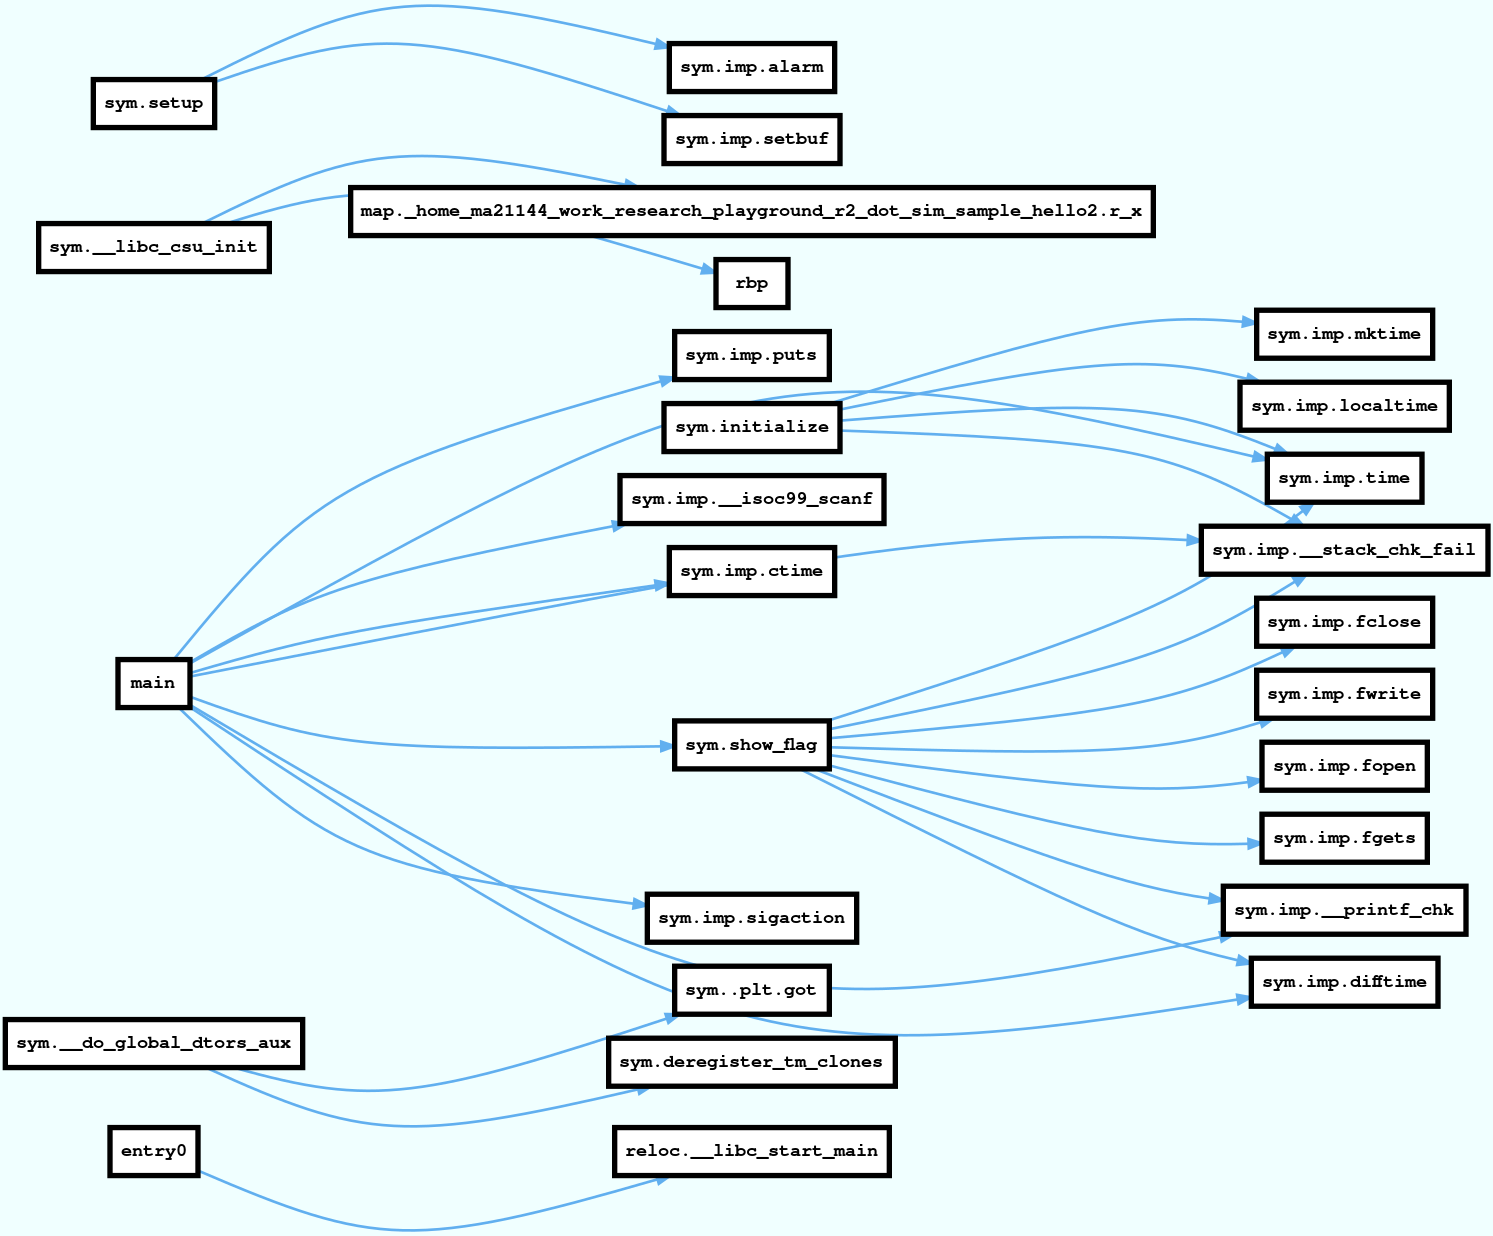 sym.imp.alarm
sym.setup
sym.imp.setbuf
map._home_ma21144_work_research_playground_r2_dot_sim_sample_hello2.r_x
sym.__libc_csu_init
rbp
sym.imp.mktime
sym.imp.puts
sym.imp.localtime
sym.initialize
sym.imp.time
sym.imp.__isoc99_scanf
sym.imp.__stack_chk_fail
sym.imp.ctime
sym.imp.fclose
main
sym.imp.fwrite
sym.show_flag
sym.imp.fopen
sym.imp.fgets
sym.imp.__printf_chk
sym.imp.sigaction
sym.imp.difftime
sym..plt.got
sym.__do_global_dtors_aux
sym.deregister_tm_clones
entry0
reloc.__libc_start_main